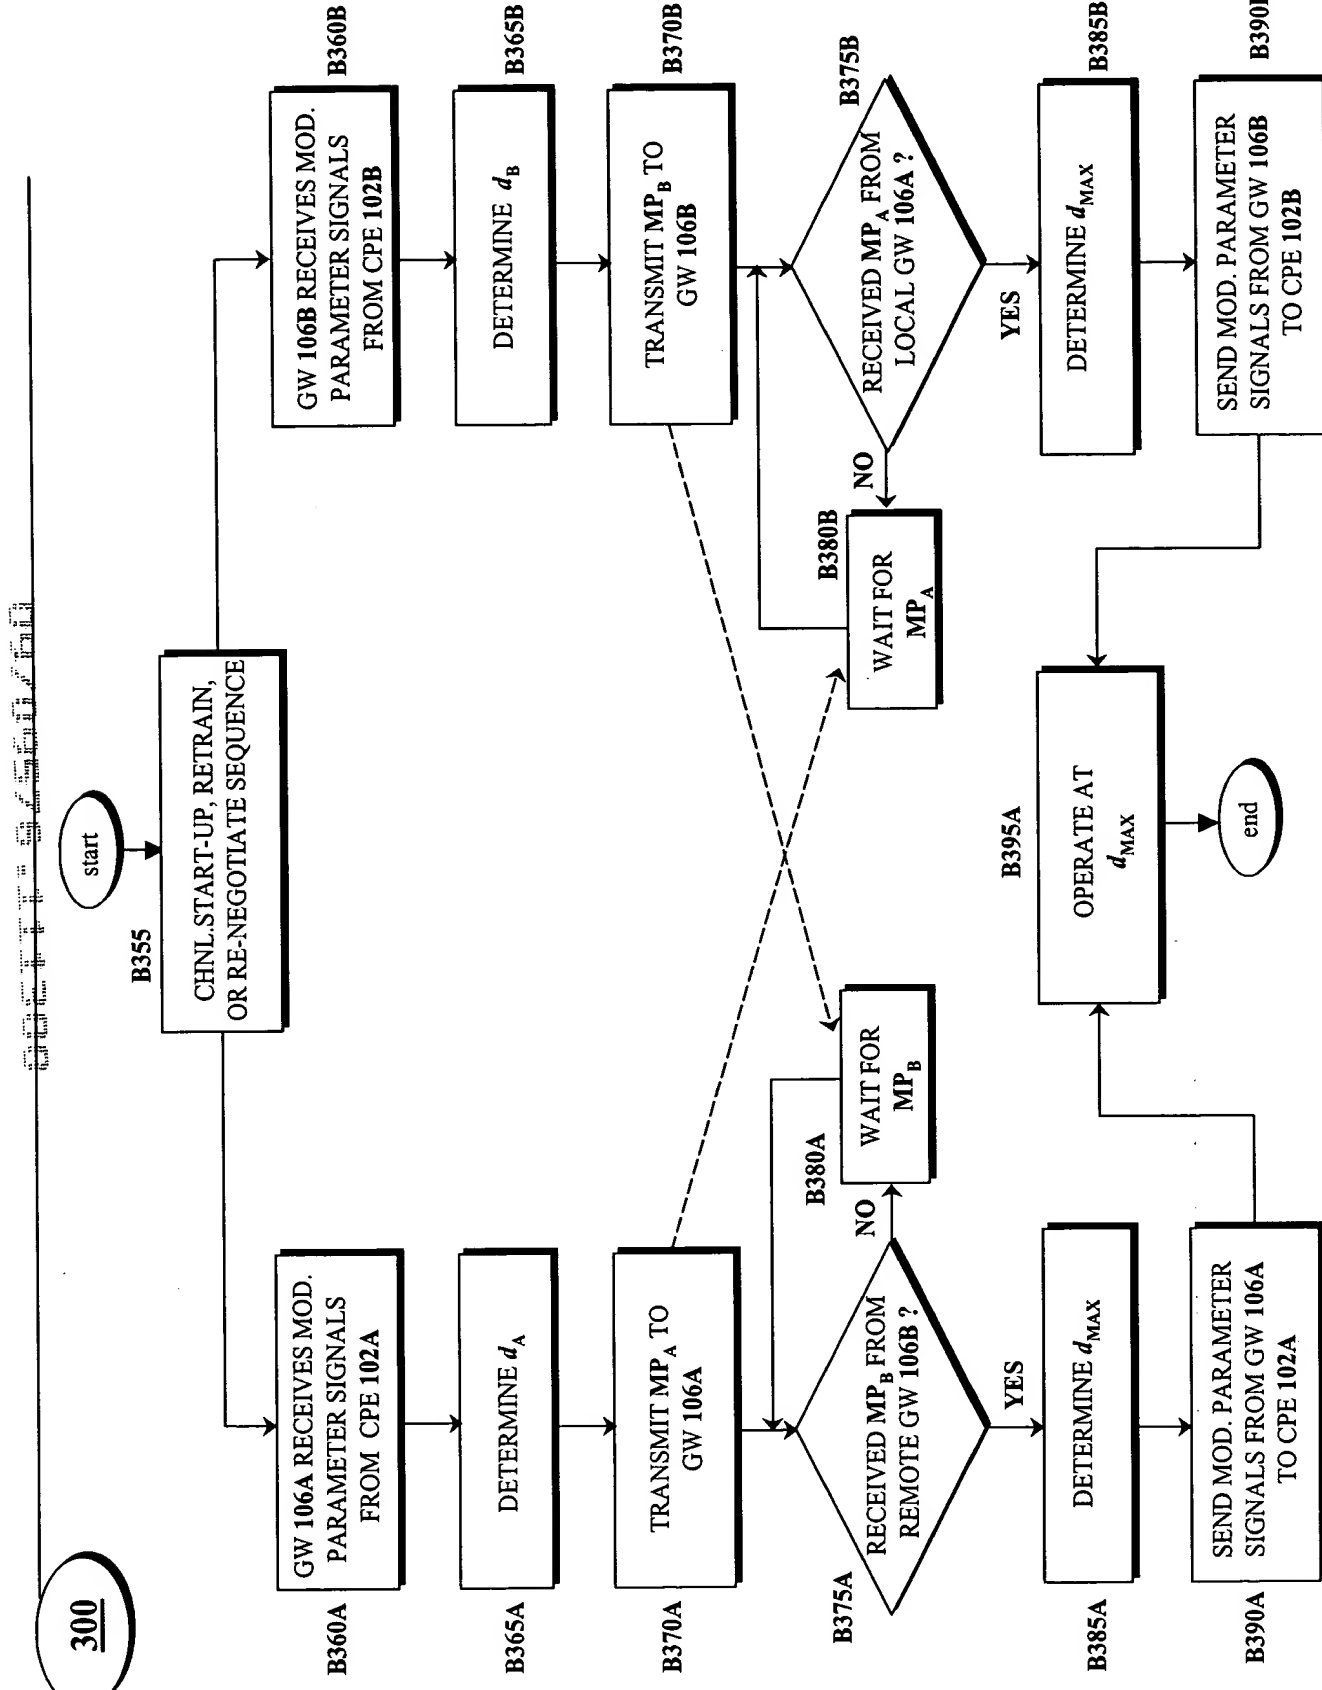 300
start
B355
CHNL.START-UP, RETRAIN,
OR RE-NEGOTIATE SEQUENCE
B360A
GW 106A RECEIVES MOD.
PARAMETER SIGNALS
FROM CPE 102A
GW 106B RECEIVES MOD.
PARAMETER SIGNALS
FROM CPE 102B
B360B
B365A
DETERMINE dA
DETERMINE dB
B365B
B370A
TRANSMIT MPA TO
GW 106A
TRANSMIT MPB TO
GW 106B
B370B
B375A
RECEIVED MPB FROM
REMOTE GW 106B ?
NO
YES
B380A
WAIT FOR
MPB
B380B
WAIT FOR
MPA
NO
RECEIVED MPA FROM
LOCAL GW 106A ?
YES
B375B
B385A
DETERMINE dMAX
B395A
OPERATE AT
dMAX
DETERMINE dMAX
B385B
B390A
SEND MOD. PARAMETER
SIGNALS FROM GW 106A
TO CPE 102A
end
SEND MOD. PARAMETER
SIGNALS FROM GW 106B
TO CPE 102B